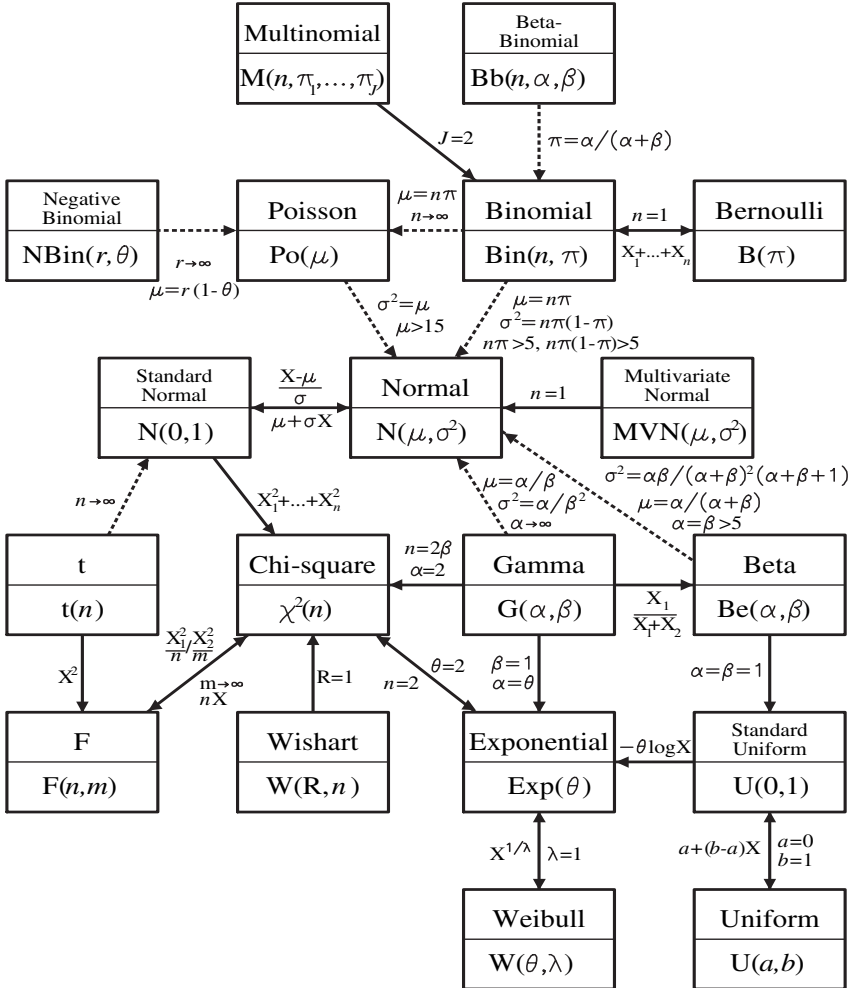 Multinomial
M(n,π₁,...,π_J)
Beta-
Binomial
Bb(n,α,β)
J=2
π=α/(α+β)
Negative
Binomial
NBin(r,θ)
r→∞
μ=r(1-θ)
Poisson
Po(μ)
μ=nπ
n→∞
Binomial
Bin(n,π)
n=1
X₁+...+Xₙ
Bernoulli
B(π)
σ²=μ
μ>15
μ=nπ
σ²=nπ(1-π)
nπ>5, nπ(1-π)>5
Standard
Normal
N(0,1)
X-μ
σ
μ+σX
Normal
N(μ,σ²)
n=1
Multivariate
Normal
MVN(μ,σ²)
n→∞
X₁²+...+Xₙ²
μ=α/β
σ²=α/β²
α→∞
σ²=αβ/(α+β)²(α+β+1)
μ=α/(α+β)
α=β>5
t
t(n)
Chi-square
χ²(n)
n=2β
α=2
Gamma
G(α,β)
X₁
X₁+X₂
Beta
Be(α,β)
X²
X₁²/n / X₂²/m
m→∞
nX
R=1
θ=2
n=2
β=1
α=θ
α=β=1
F
F(n,m)
Wishart
W(R,n)
Exponential
Exp(θ)
−θlogX
Standard
Uniform
U(0,1)
X^1/λ
λ=1
a+(b-a)X
a=0
b=1
Weibull
W(θ,λ)
Uniform
U(a,b)